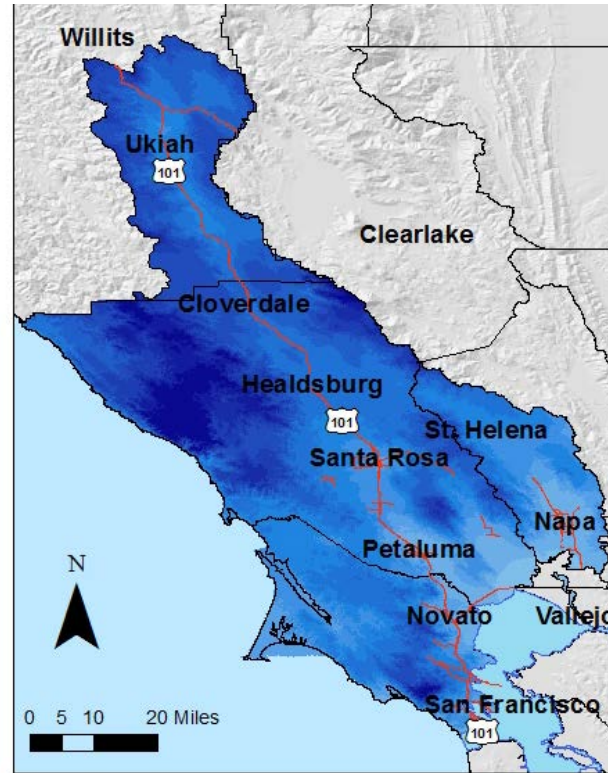 Willits
Ukiah
101
Clearlake
Cloverdale
Healdsburg
101
St. Helena
Santa Rosa
Napa
Petaluma
N
Novato
Vallejo
San Francisco
0 5 10 20 Miles
101